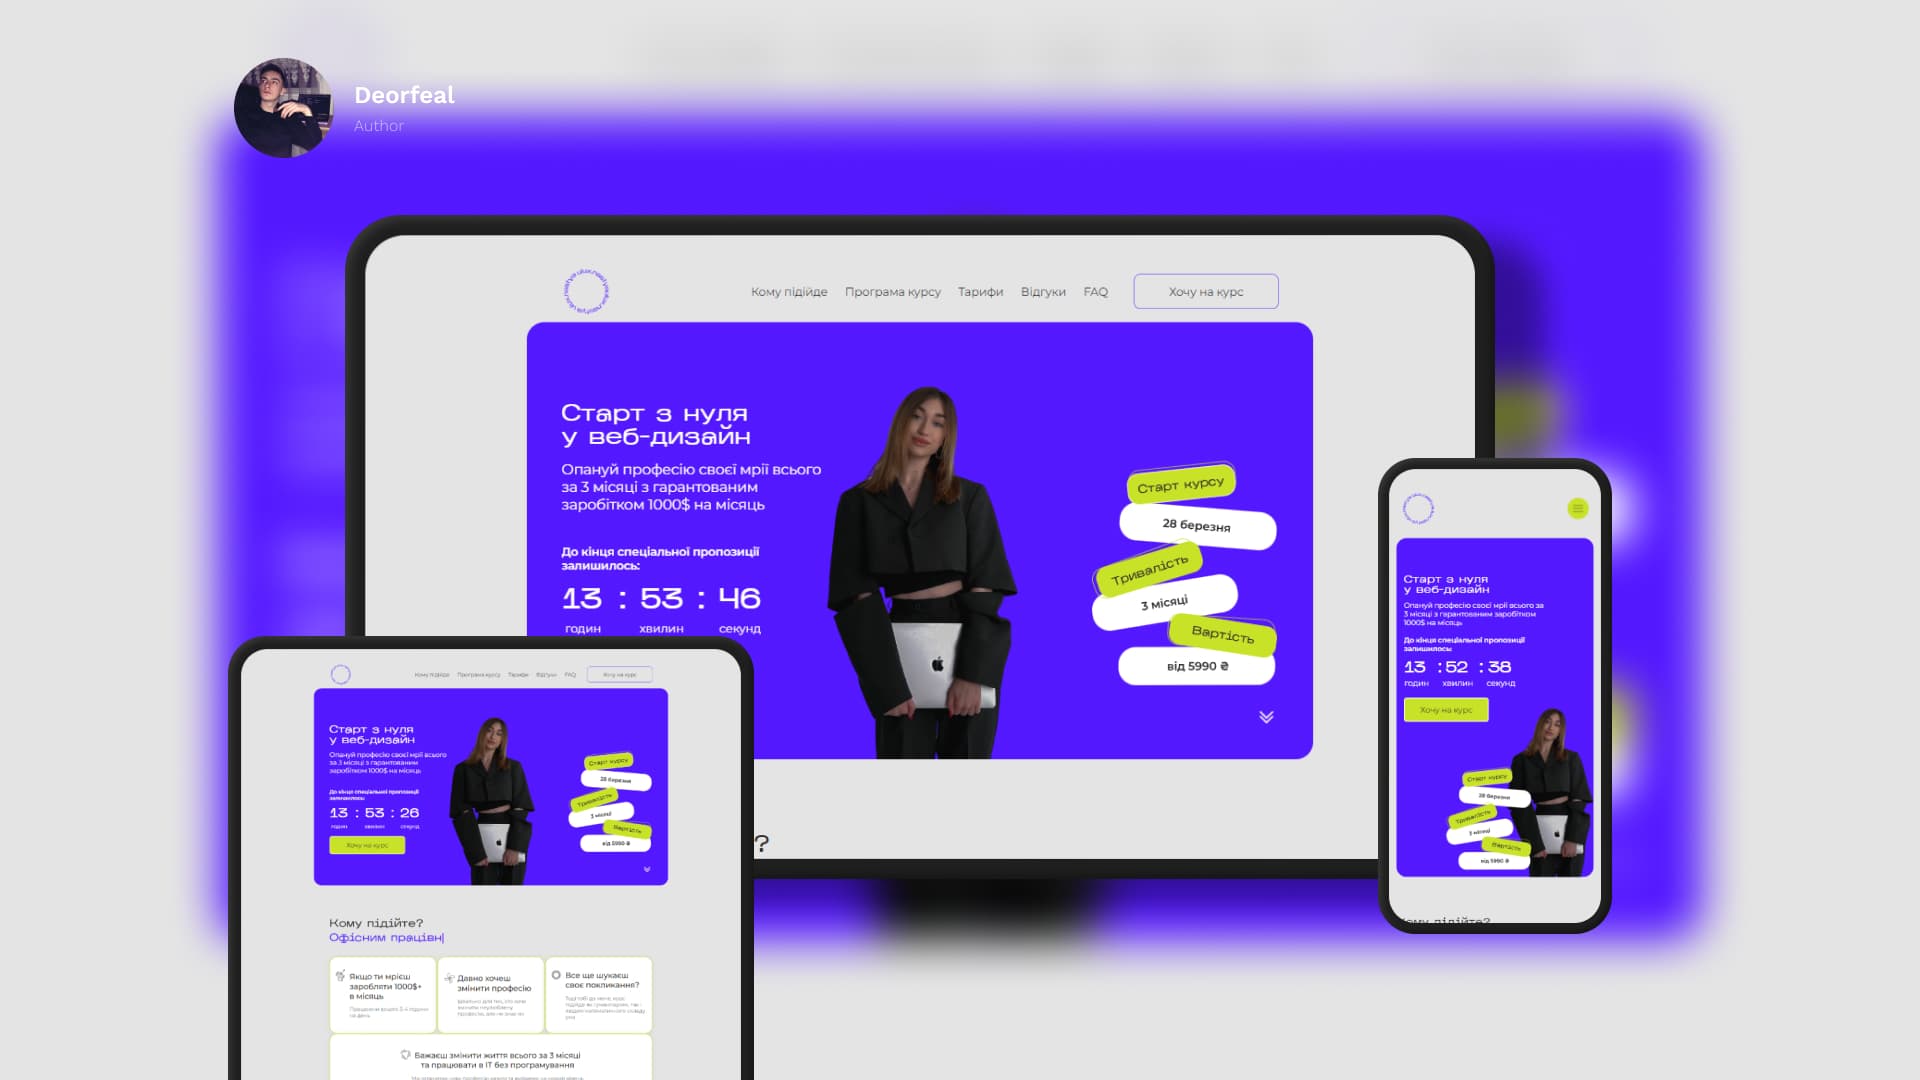 Deorfeal
Author
Кому підійде Програма курсу Тарифи Відгуки FAQ Хочу на курс
Старт з нуля
у веб-дизайн
Опануй професію своєї мрії всього
за 3 місяці з гарантованим
заробітком 1000$ на місяць
До кінця спеціальної пропозиції
залишилось:
13 : 53 : 46
годин хвилин секунд
Старт курсу
28 березня
Тривалість
3 місяці
Вартість
від 5990 ₴
?
Кому підійде Програма курсу Тарифи Відгуки FAQ Хочу на курс
Старт з нуля
у веб-дизайн
Опануй професію своєї мрії всього
за 3 місяці з гарантованим
заробітком 1000$ на місяць
До кінця спеціальної пропозиції
залишилось:
13 : 53 : 26
годин хвилин секунд
Хочу на курс
Старт курсу
28 березня
Тривалість
3 місяці
Вартість
від 5990 ₴
Кому підійте?
Офісним працівн|
Якщо ти мрієш
заробляти 1000$+
в місяць
Давно хочеш
змінити професію
Все ще шукаєш
своє покликання?
Бажаєш змінити життя всього за 3 місяці
та працювати в ІТ без програмування
Старт з нуля
у веб-дизайн
Опануй професію своєї мрії всього за
3 місяці з гарантованим заробітком
1000$ на місяць
До кінця спеціальної пропозиції
залишилось:
13 : 52 : 38
годин хвилин секунд
Хочу на курс
Старт курсу
28 березня
Тривалість
3 місяці
Вартість
від 5990 ₴
Кому підійте?